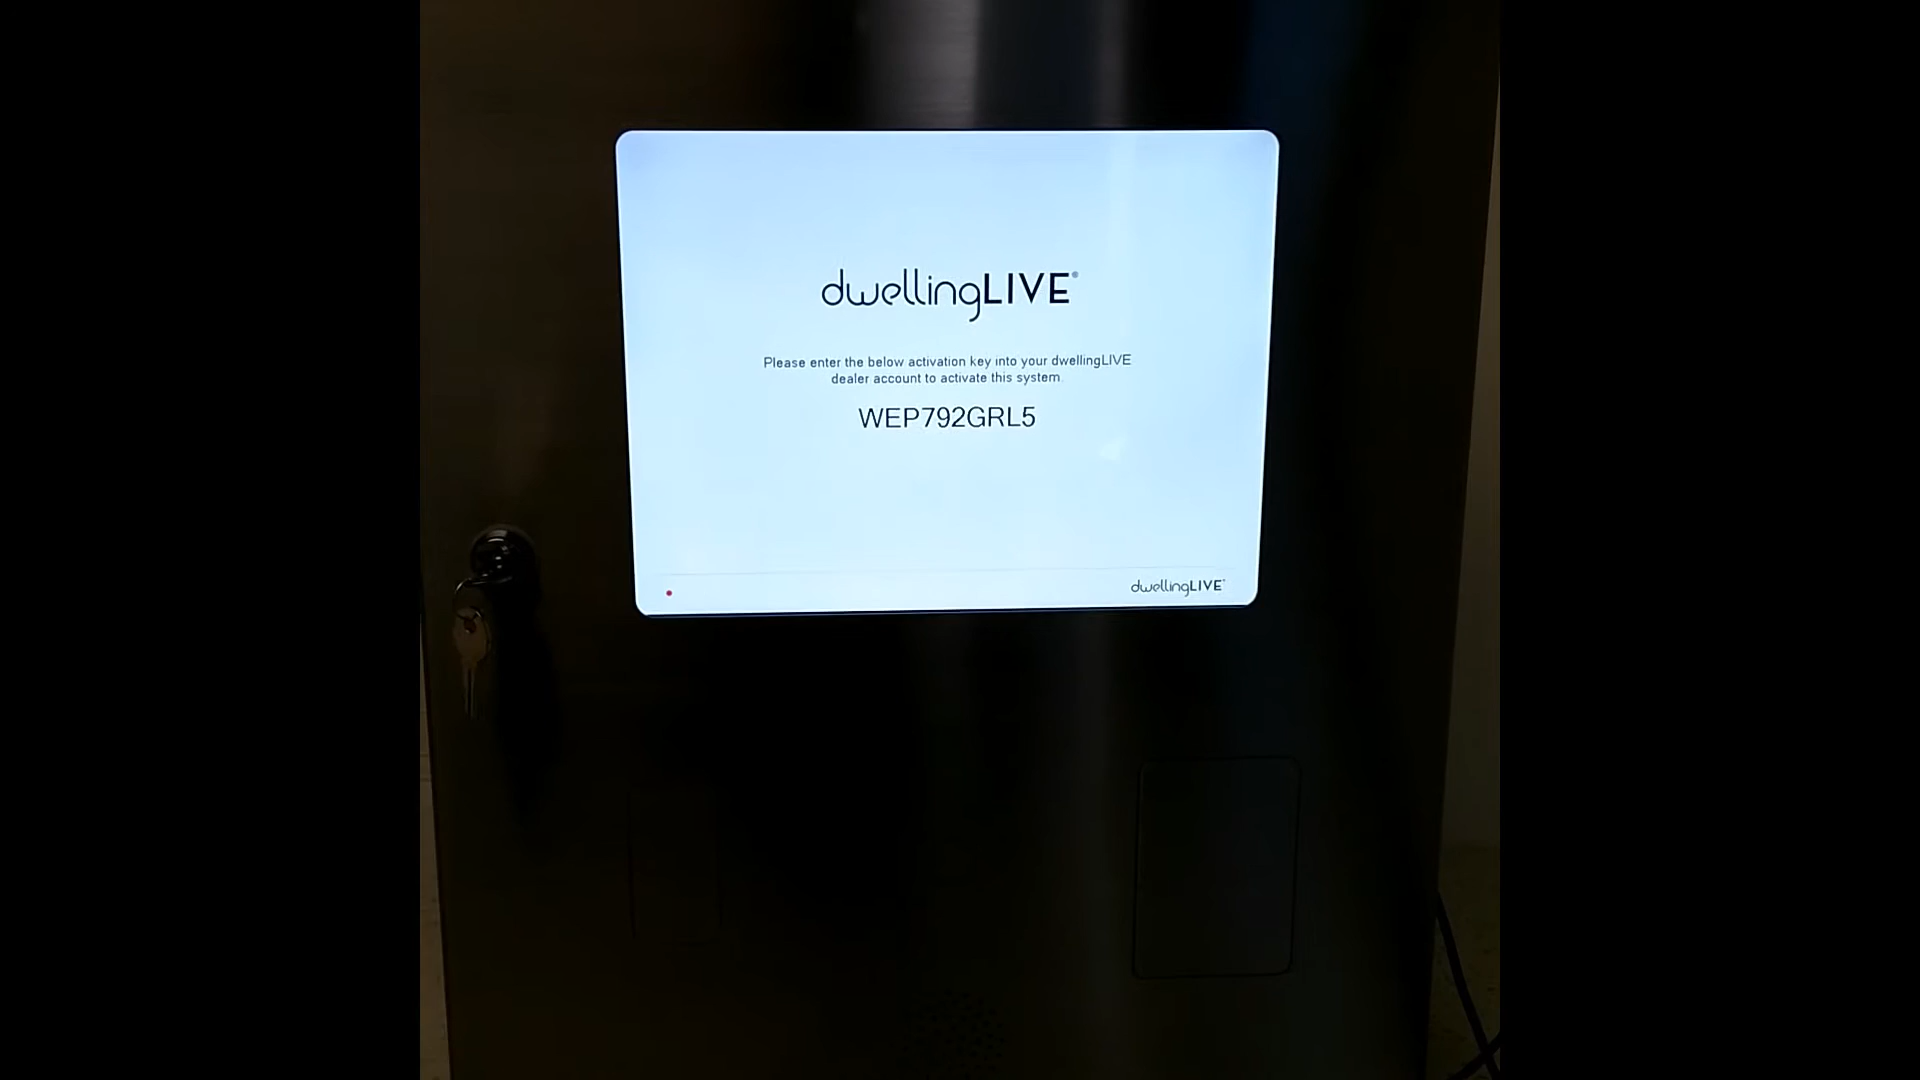 dwellingLIVE®
Please enter the below activation key into your dwellingLIVE
dealer account to activate this system.
WEP792GRL5
dwellingLIVE®